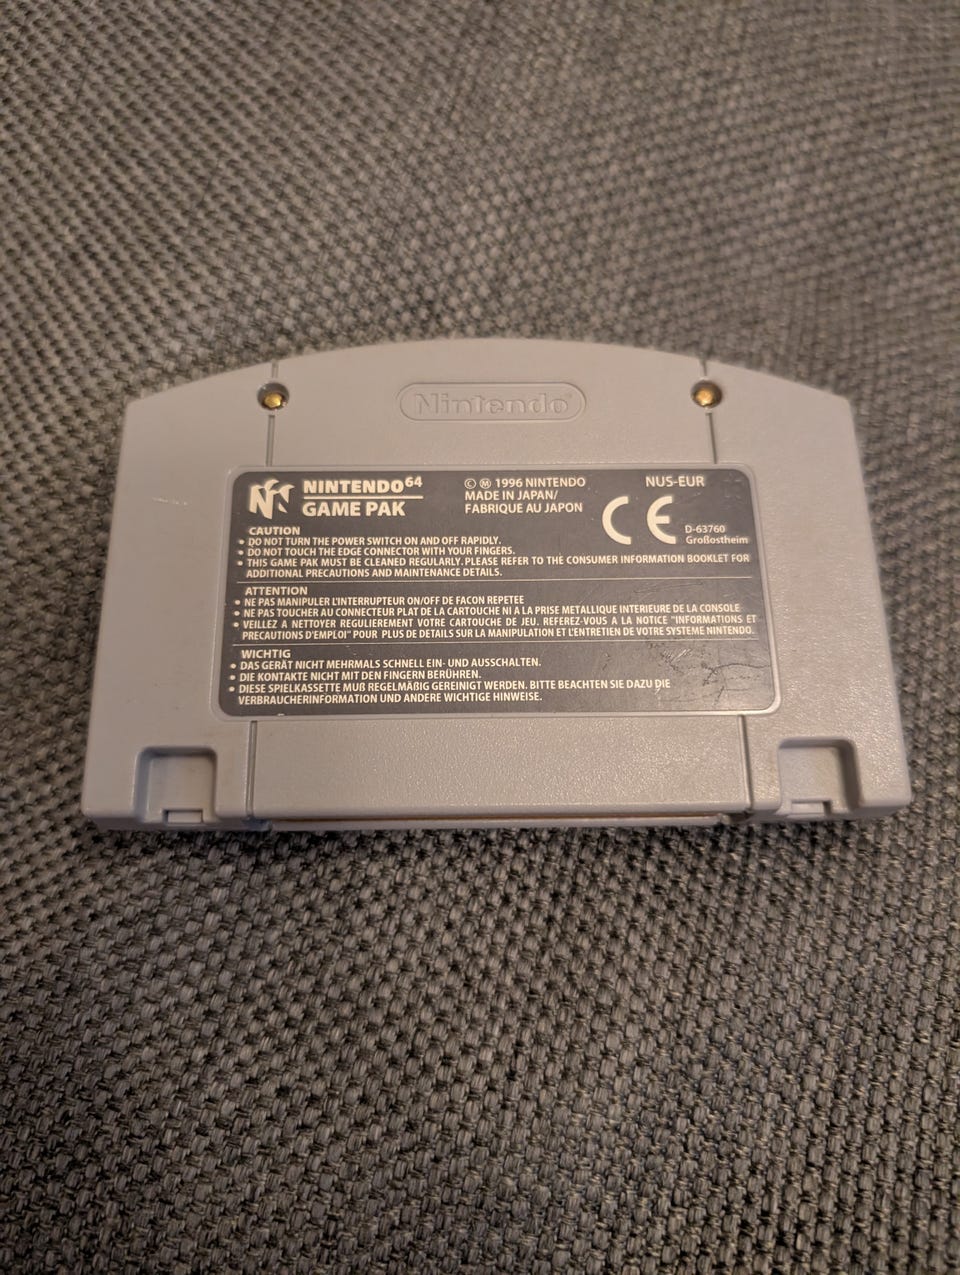 Nintendo
NINTENDO64
GAME PAK
© Ⓜ 1996 NINTENDO
MADE IN JAPAN/
FABRIQUE AU JAPON
NUS-EUR
CE
D-63760
Großostheim
CAUTION
• DO NOT TURN THE POWER SWITCH ON AND OFF RAPIDLY.
• DO NOT TOUCH THE EDGE CONNECTOR WITH YOUR FINGERS.
• THIS GAME PAK MUST BE CLEANED REGULARLY. PLEASE REFER TO THE CONSUMER INFORMATION BOOKLET FOR
ADDITIONAL PRECAUTIONS AND MAINTENANCE DETAILS.
ATTENTION
• NE PAS MANIPULER L'INTERRUPTEUR ON/OFF DE FACON REPETEE
• NE PAS TOUCHER AU CONNECTEUR PLAT DE LA CARTOUCHE NI A LA PRISE METALLIQUE INTERIEURE DE LA CONSOLE
• VEILLEZ A NETTOYER REGULIEREMENT VOTRE CARTOUCHE DE JEU. REFEREZ-VOUS A LA NOTICE "INFORMATIONS ET
PRECAUTIONS D'EMPLOI" POUR PLUS DE DETAILS SUR LA MANIPULATION ET L'ENTRETIEN DE VOTRE SYSTEME NINTENDO.
WICHTIG
• DAS GERÄT NICHT MEHRMALS SCHNELL EIN- UND AUSSCHALTEN.
• DIE KONTAKTE NICHT MIT DEN FINGERN BERÜHREN.
• DIESE SPIELKASSETTE MUß REGELMÄßIG GEREINIGT WERDEN. BITTE BEACHTEN SIE DAZU DIE
VERBRAUCHERINFORMATION UND ANDERE WICHTIGE HINWEISE.